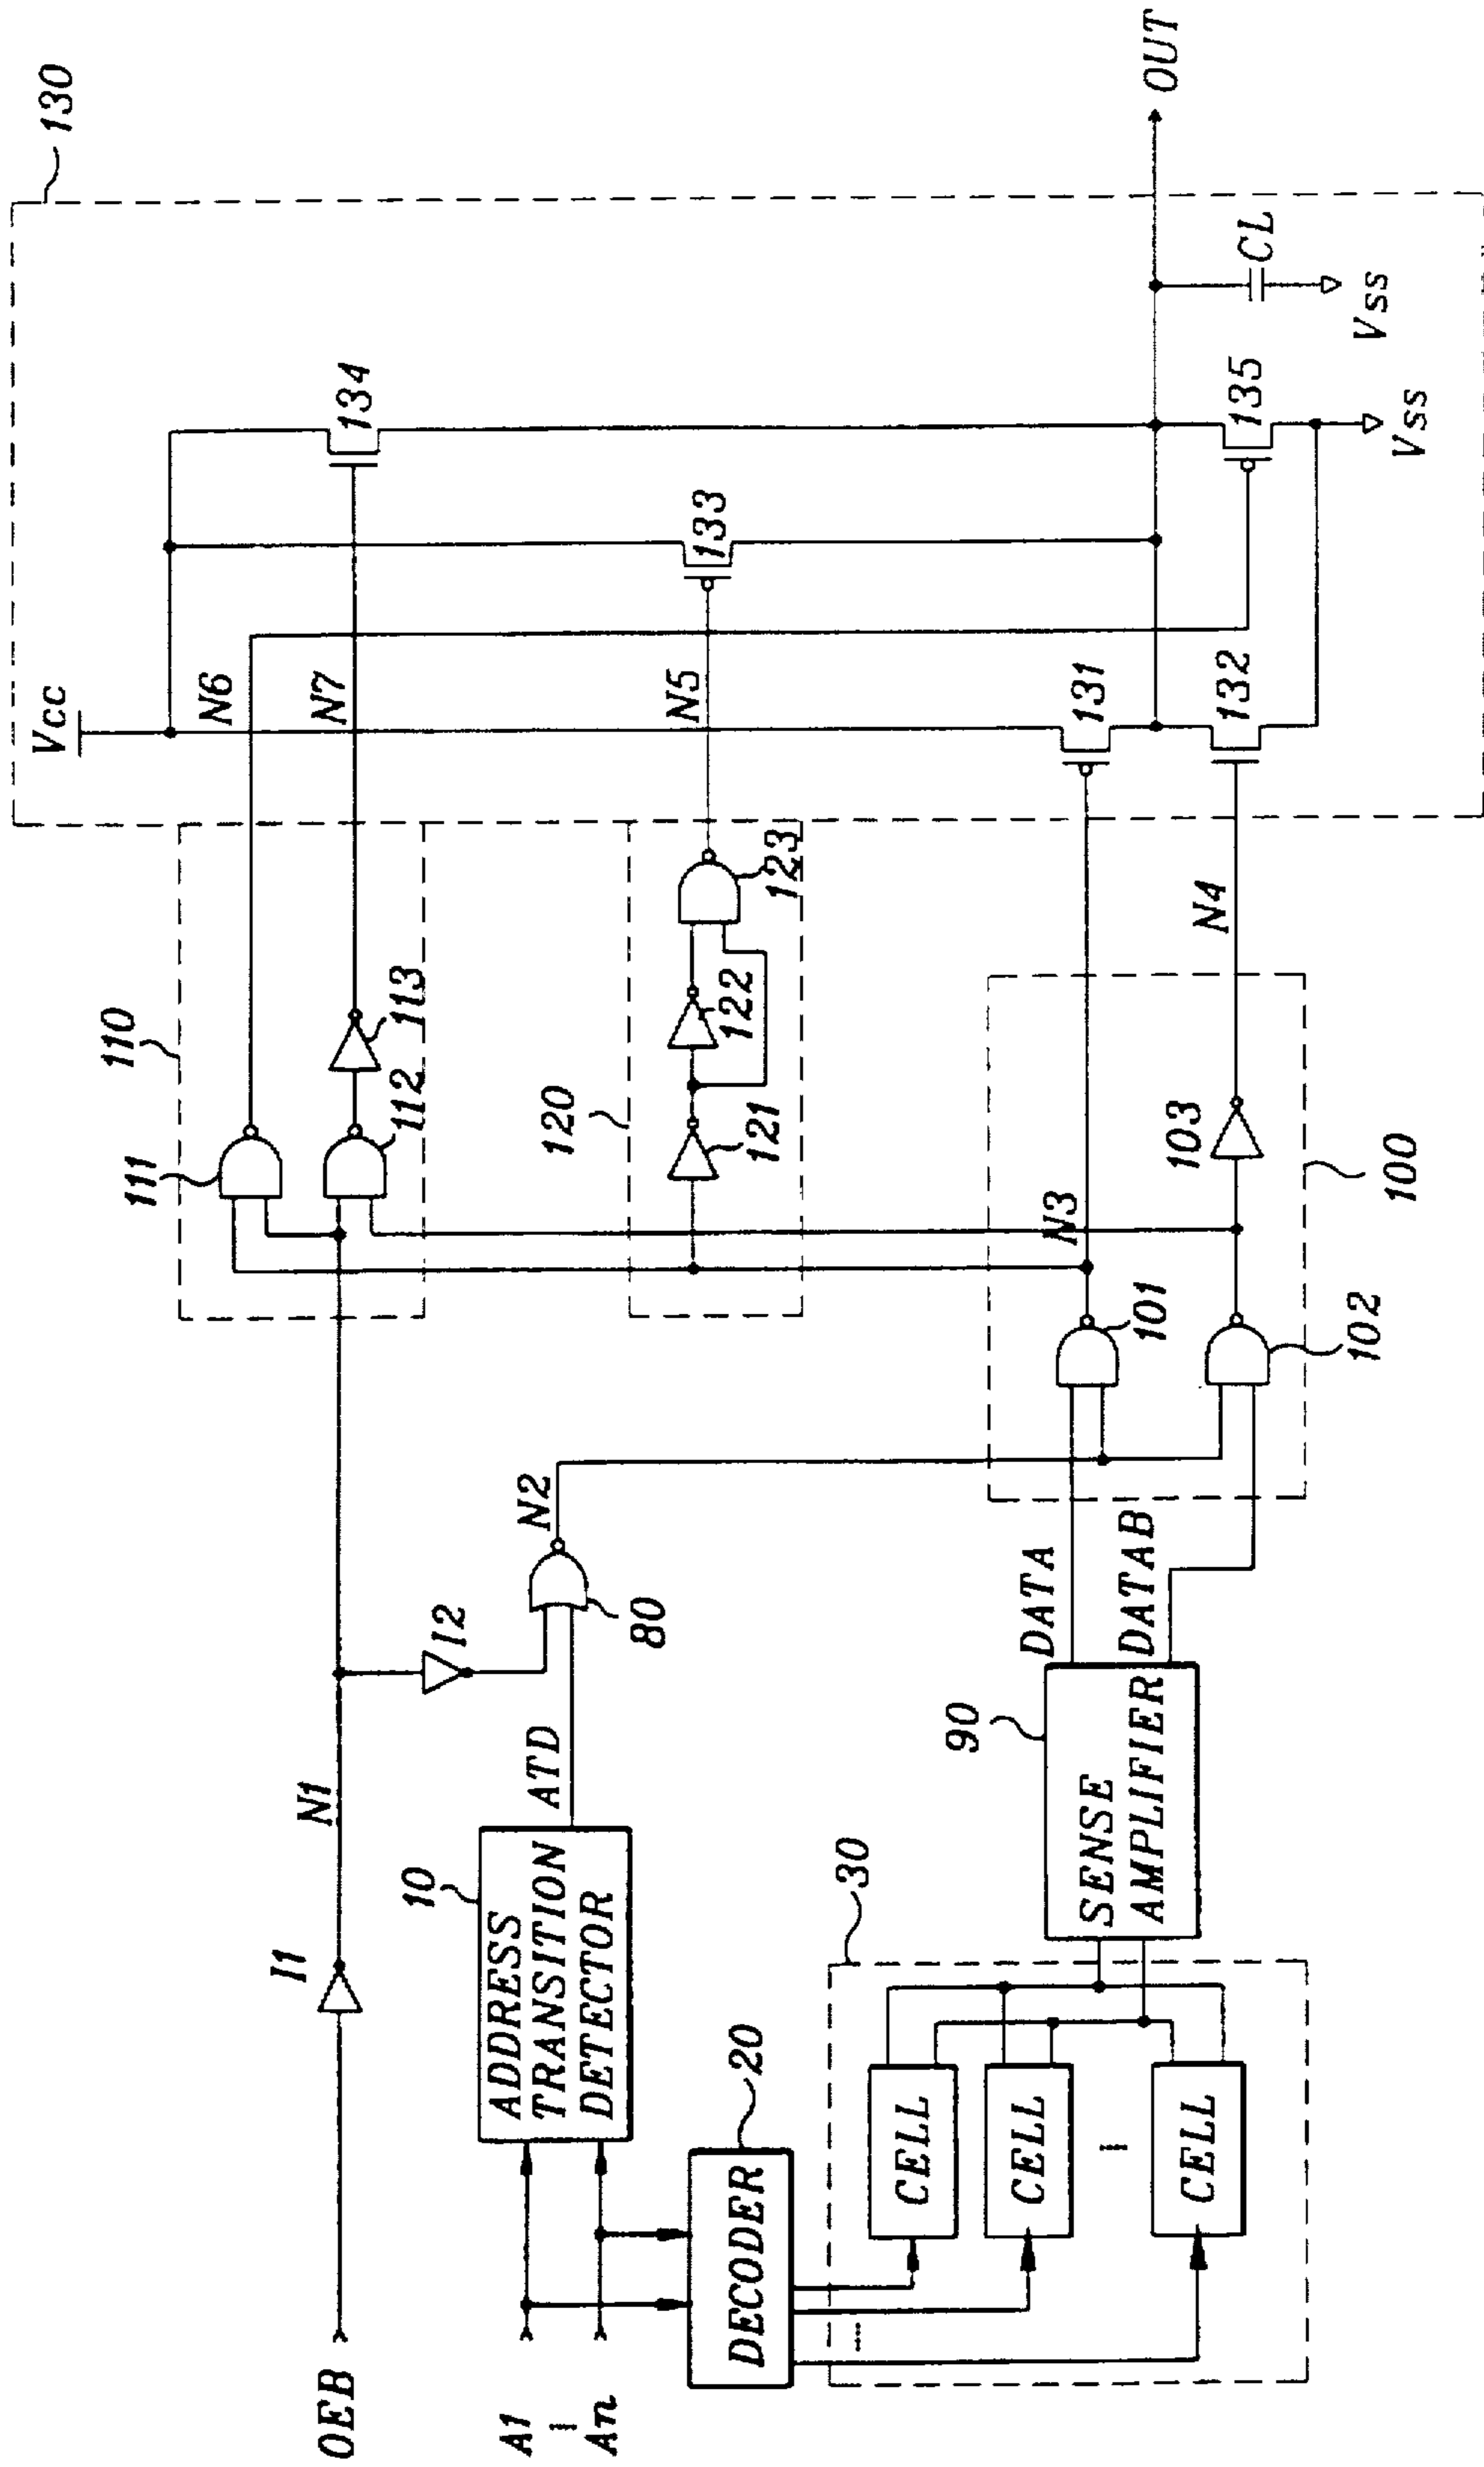 OEB
I1
N1
I2
A1
An
10
ADDRESS
TRANSITION
DETECTOR
ATD
80
N2
20
DECODER
30
CELL
CELL
CELL
90
SENSE
AMPLIFIER
DATA
DATAB
100
101
102
103
N3
N4
110
111
112
113
120
121
122
123
N5
N6
N7
130
Vcc
131
132
133
134
135
Vss
CL
Vss
OUT